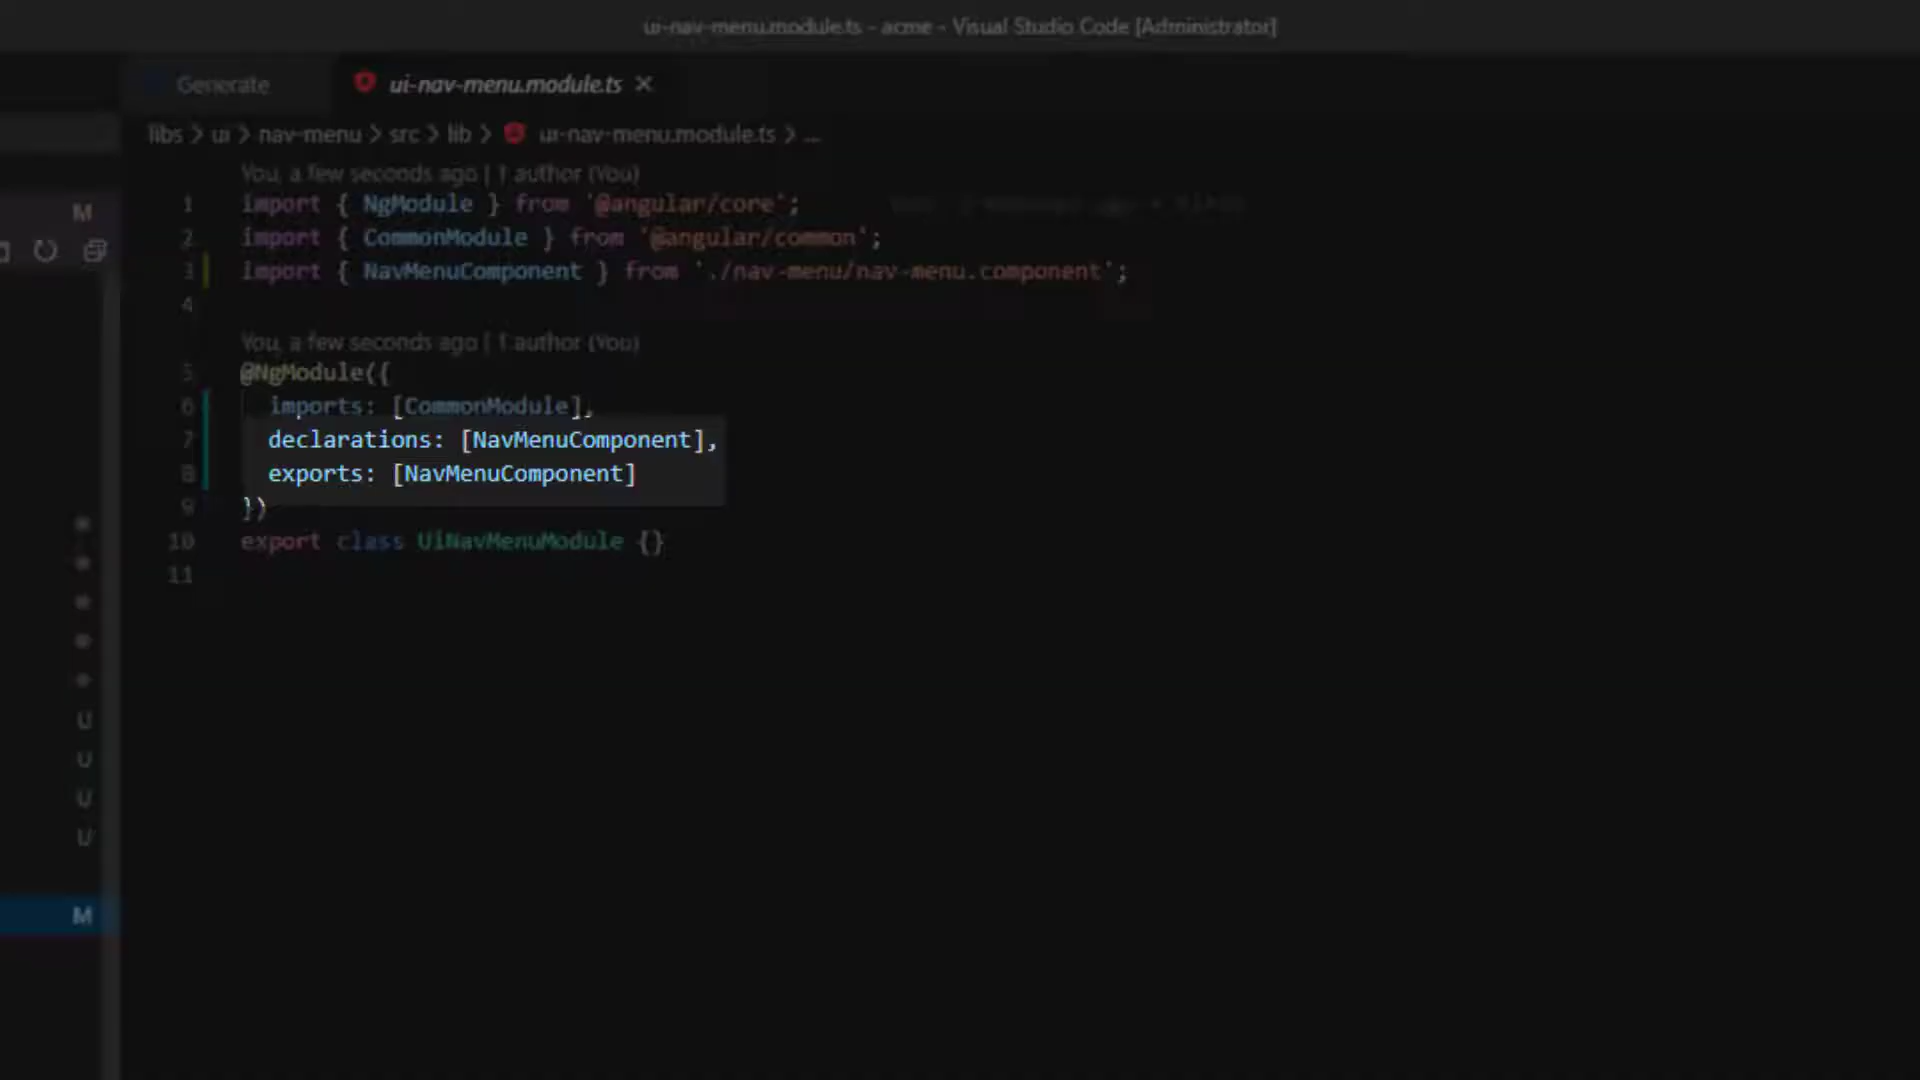 ui-nav-menu.module.ts - acme - Visual Studio Code [Administrator]
Generate
ui-nav-menu.module.ts
libs > ui > nav-menu > src > lib > ui-nav-menu.module.ts > ...
You, a few seconds ago | 1 author (You)
1 import { NgModule } from '@angular/core';
2 import { CommonModule } from '@angular/common';
3 import { NavMenuComponent } from './nav-menu/nav-menu.component';
4
You, a few seconds ago | 1 author (You)
5 @NgModule({
6 imports: [CommonModule],
7 declarations: [NavMenuComponent],
8 exports: [NavMenuComponent]
9 })
10 export class UiNavMenuModule {}
11
M
U
U
U
U
M